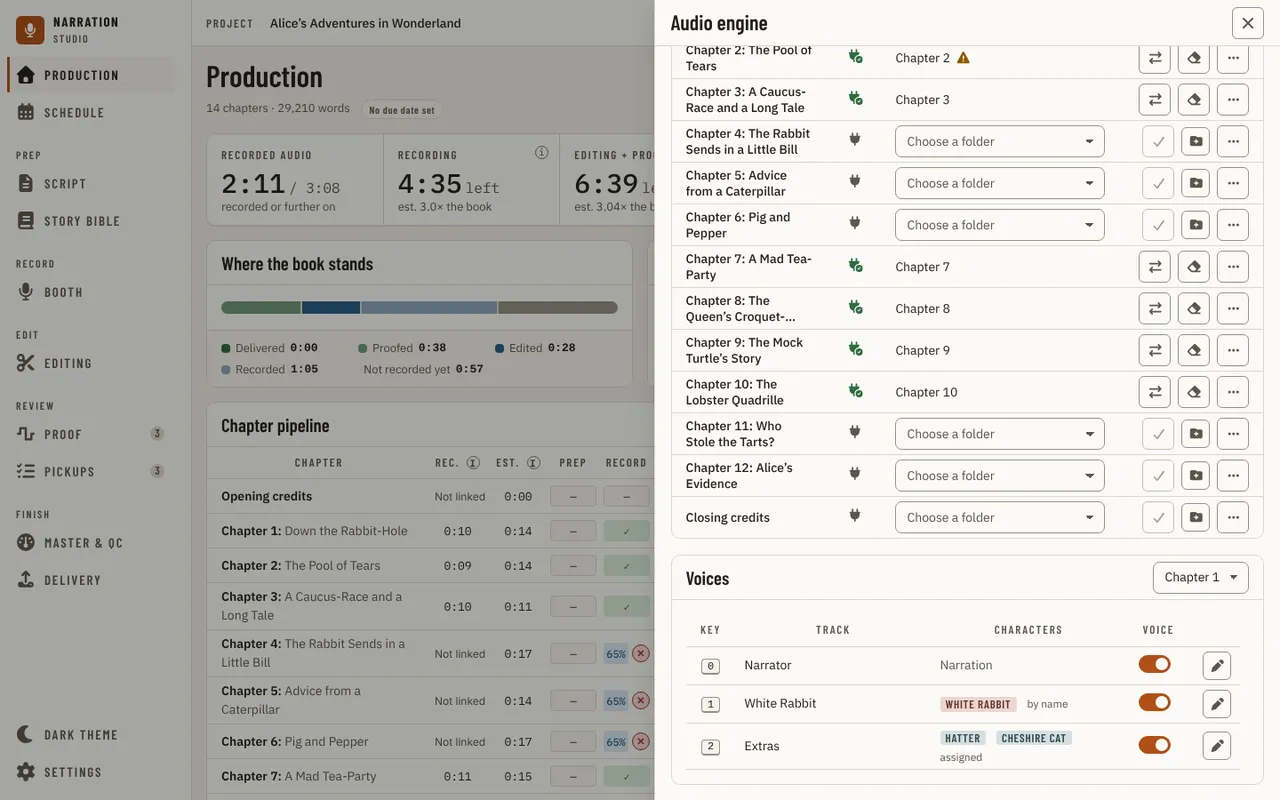 NARRATION
STUDIO
PRODUCTION
SCHEDULE
PREP
SCRIPT
STORY BIBLE
RECORD
BOOTH
EDIT
EDITING
REVIEW
PROOF 3
PICKUPS 3
FINISH
MASTER & QC
DELIVERY
DARK THEME
SETTINGS
PROJECT Alice's Adventures in Wonderland
Production
14 chapters · 29,210 words No due date set
RECORDED AUDIO
2:11 / 3:08
recorded or further on
RECORDING
4:35 left
est. 3.0× the book
EDITING + PRO
6:39 le
est. 3.04× the b
Where the book stands
Delivered 0:00 Proofed 0:38 Edited 0:28
Recorded 1:05 Not recorded yet 0:57
Chapter pipeline
CHAPTER REC. EST. PREP RECORD
Opening credits Not linked 0:00 – –
Chapter 1: Down the Rabbit-Hole 0:10 0:14 – ✓
Chapter 2: The Pool of Tears 0:09 0:14 – ✓
Chapter 3: A Caucus-Race and a
Long Tale 0:10 0:11 – ✓
Chapter 4: The Rabbit Sends in a
Little Bill Not linked 0:17 – 65%
Chapter 5: Advice from a
Caterpillar Not linked 0:14 – 65%
Chapter 6: Pig and Pepper Not linked 0:17 – 65%
Chapter 7: A Mad Tea-Party 0:11 0:15 – ✓
Audio engine
Chapter 2: The Pool of
Tears Chapter 2
Chapter 3: A Caucus-
Race and a Long Tale Chapter 3
Chapter 4: The Rabbit
Sends in a Little Bill Choose a folder
Chapter 5: Advice
from a Caterpillar Choose a folder
Chapter 6: Pig and
Pepper Choose a folder
Chapter 7: A Mad Tea-
Party Chapter 7
Chapter 8: The
Queen's Croquet-... Chapter 8
Chapter 9: The Mock
Turtle's Story Chapter 9
Chapter 10: The
Lobster Quadrille Chapter 10
Chapter 11: Who
Stole the Tarts? Choose a folder
Chapter 12: Alice's
Evidence Choose a folder
Closing credits Choose a folder
Voices Chapter 1
KEY TRACK CHARACTERS VOICE
0 Narrator Narration
1 White Rabbit WHITE RABBIT by name
2 Extras HATTER CHESHIRE CAT
assigned